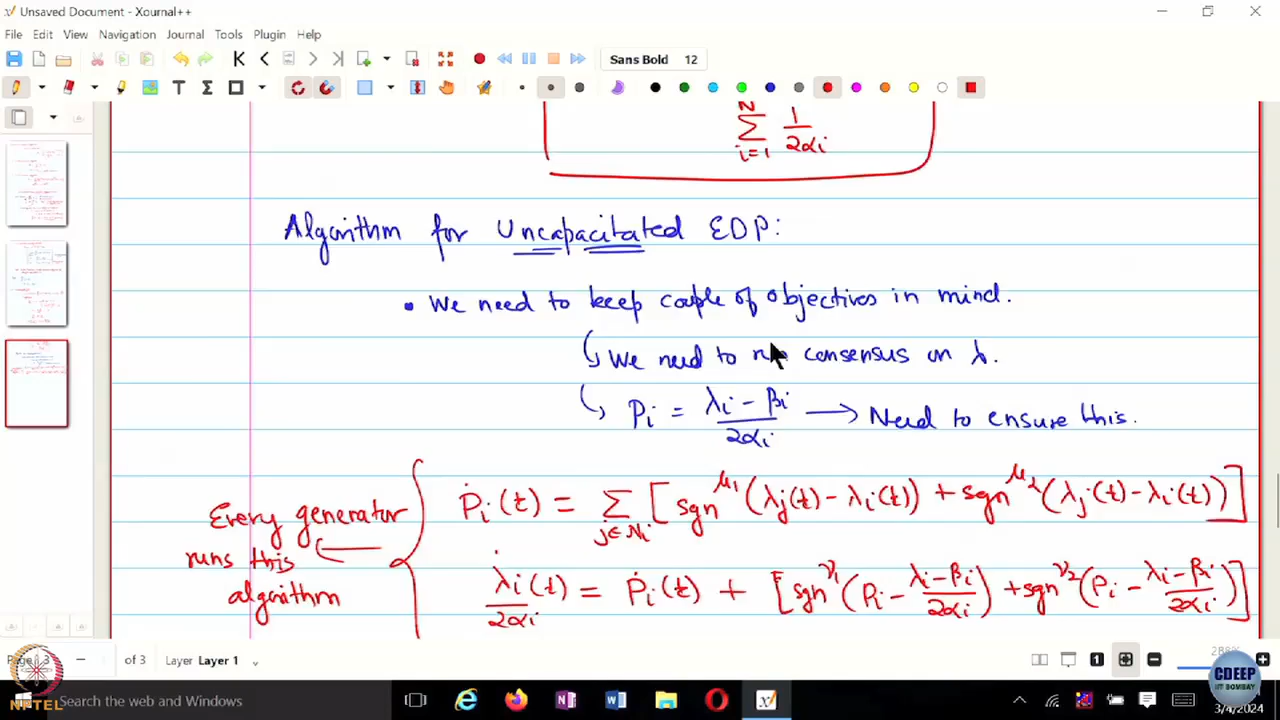 Unsaved Document - Xournal++
File Edit View Navigation Journal Tools Plugin Help
Sans Bold 12
N
∑ 1/2αi
i=1
Algorithm for Uncapacitated EDP:
• We need to keep couple of objectives in mind.
↳ We need to consensus on λ.
↳ Pi = (λi - βi)/2αi → Need to ensure this.
Every generator runs this algorithm
Ṗi(t) = ∑j∈Ni [sgn^μ1 (λj(t) - λi(t)) + sgn^μ2 (λj(t) - λi(t))]
λ̇i(t)/2αi = Ṗi(t) + [sgn^ν1 (Pi - (λi - βi)/2αi) + sgn^ν2 (Pi - (λi - βi)/2αi)]
Page 3 of 3 Layer Layer 1
288%
Search the web and Windows
CDEEP
IIT BOMBAY
NPTEL
3/4/2024